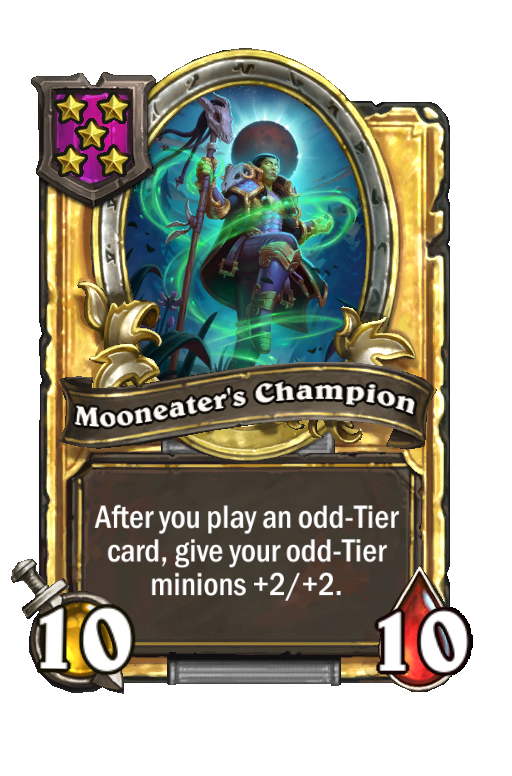 Mooneater's Champion
After you play an odd-Tier
card, give your odd-Tier
minions +2/+2.
10
10